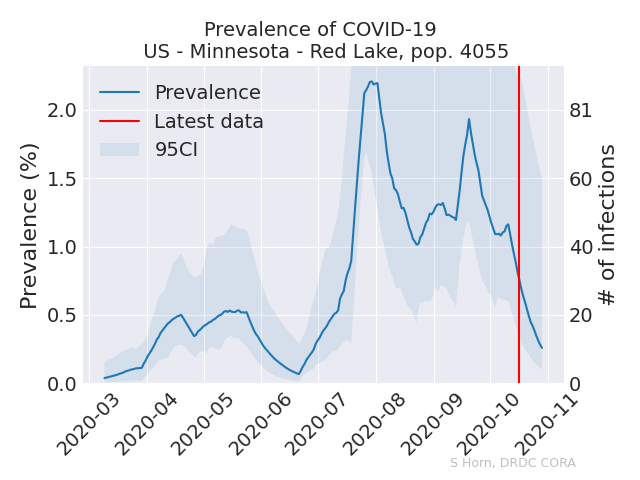 Prevalence of COVID-19
US - Minnesota - Red Lake, pop. 4055
Prevalence
Latest data
95CI
Prevalence (%)
2.0
1.5
1.0
0.5
0.0
# of infections
81
60
40
20
0
2020-03
2020-04
2020-05
2020-06
2020-07
2020-08
2020-09
2020-10
2020-11
S Horn, DRDC CORA